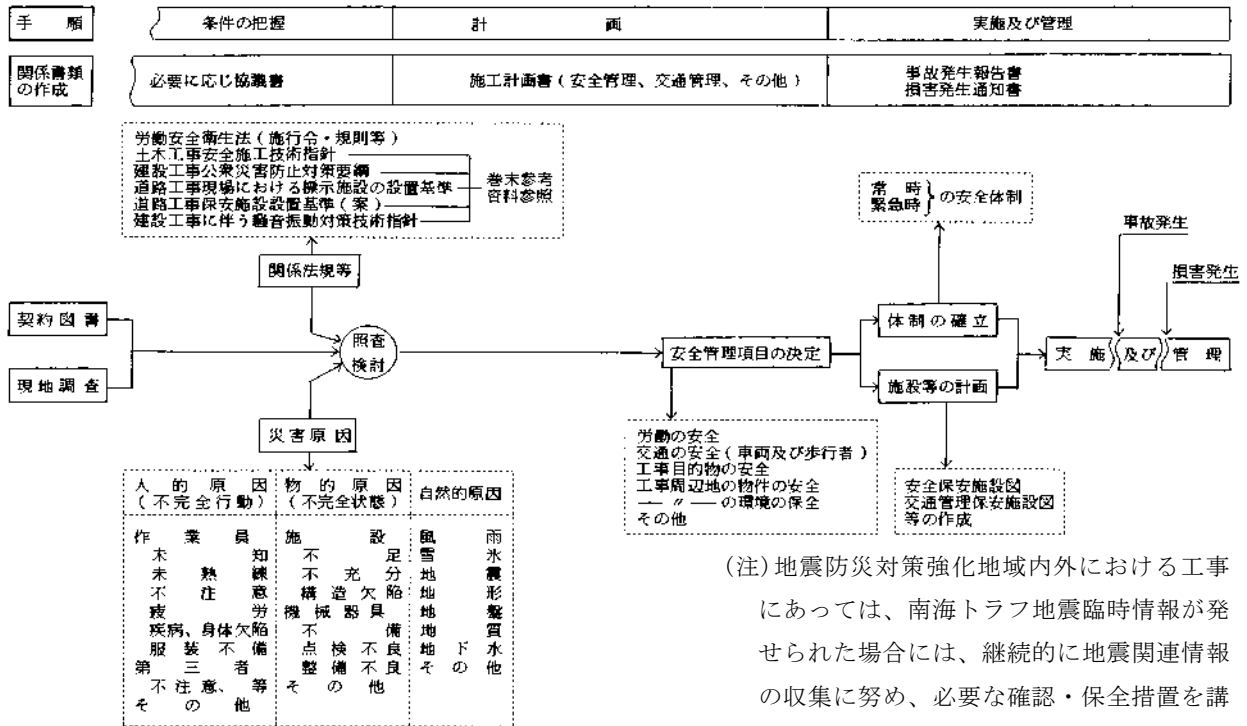 手 順
条件の把握
計 画
実施及び管理
関係書類
の作成
必要に応じ協議書
施工計画書(安全管理、交通管理、その他)
事故発生報告書
損害発生通知書
労働安全衛生法(施行令・規則等)
土木工事安全施工技術指針
建設工事公衆災害防止対策要綱
道路工事現場における標示施設の設置基準
道路工事保安施設設置基準(案)
建設工事に伴う騒音振動対策技術指針
巻末参考
資料参照
常 時
緊急時
の安全体制
事故発生
損害発生
関係法規等
契約図書
現地調査
照査
検討
安全管理項目の決定
体制の確立
施設等の計画
実 施 及び 管 理
災害原因
労働の安全
交通の安全(車両及び歩行者)
工事目的物の安全
工事周辺地の物件の安全
― 〃 ― の環境の保全
その他
安全保安施設図
交通管理保安施設図
等の作成
人的原因
(不完全行動)
作業員
未知
未熟練
不注意
疲労
疾病、身体欠陥
服装不備
第三者
不注意、等
その他
物的原因
(不完全状態)
施設
不足
不充分
構造欠陥
機械器具
不備
点検不良
整備不良
その他
自然的原因
風雨
雪氷
地震
地形
地盤
地質
地下水
その他
(注)地震防災対策強化地域内外における工事
にあっては、南海トラフ地震臨時情報が発
せられた場合には、継続的に地震関連情報
の収集に努め、必要な確認・保全措置を講